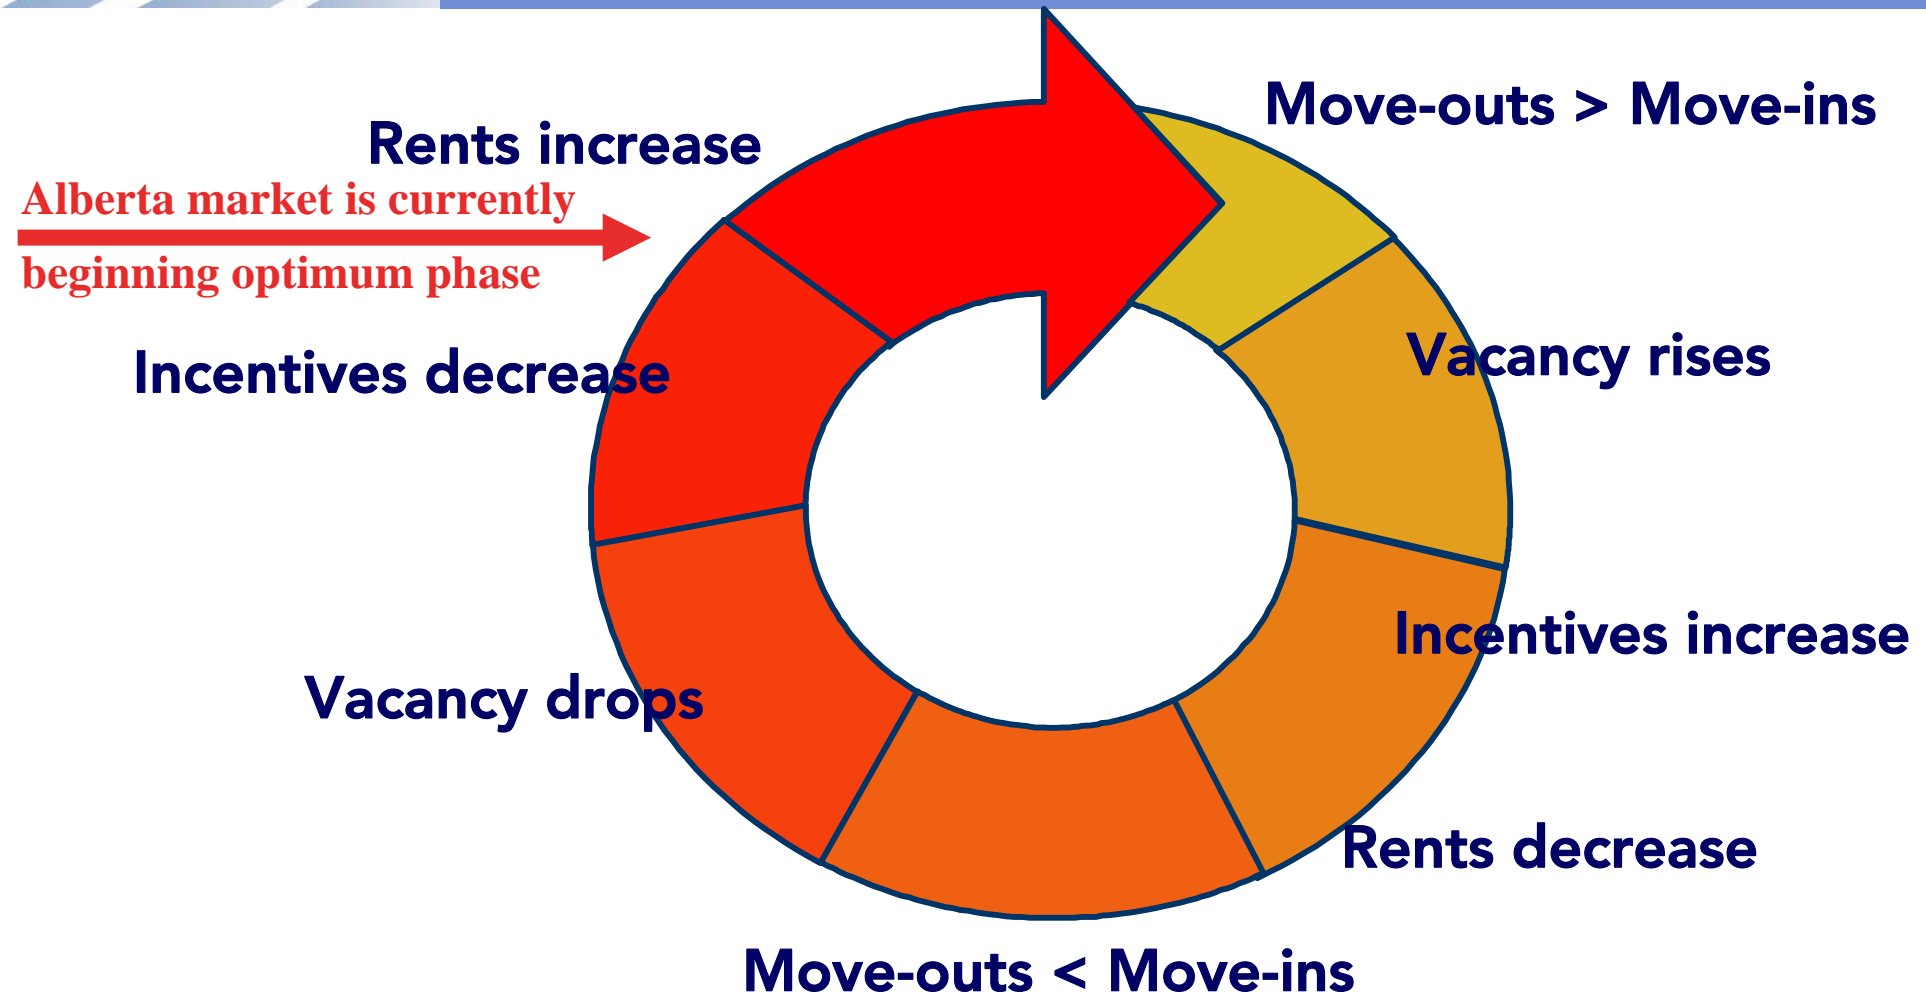 Move-outs > Move-ins
Rents increase
Alberta market is currently
beginning optimum phase
Vacancy rises
Incentives decrease
Incentives increase
Vacancy drops
Rents decrease
Move-outs < Move-ins